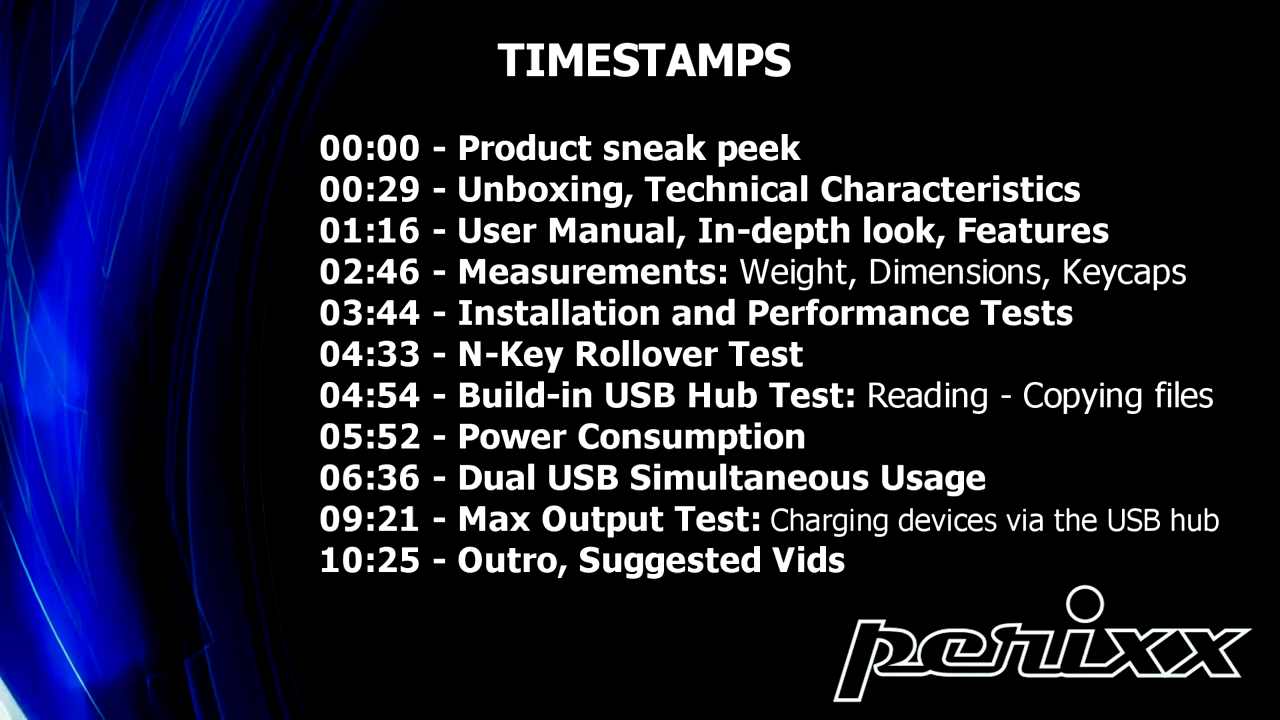 TIMESTAMPS
00:00 - Product sneak peek
00:29 - Unboxing, Technical Characteristics
01:16 - User Manual, In-depth look, Features
02:46 - Measurements: Weight, Dimensions, Keycaps
03:44 - Installation and Performance Tests
04:33 - N-Key Rollover Test
04:54 - Build-in USB Hub Test: Reading - Copying files
05:52 - Power Consumption
06:36 - Dual USB Simultaneous Usage
09:21 - Max Output Test: Charging devices via the USB hub
10:25 - Outro, Suggested Vids
perixx